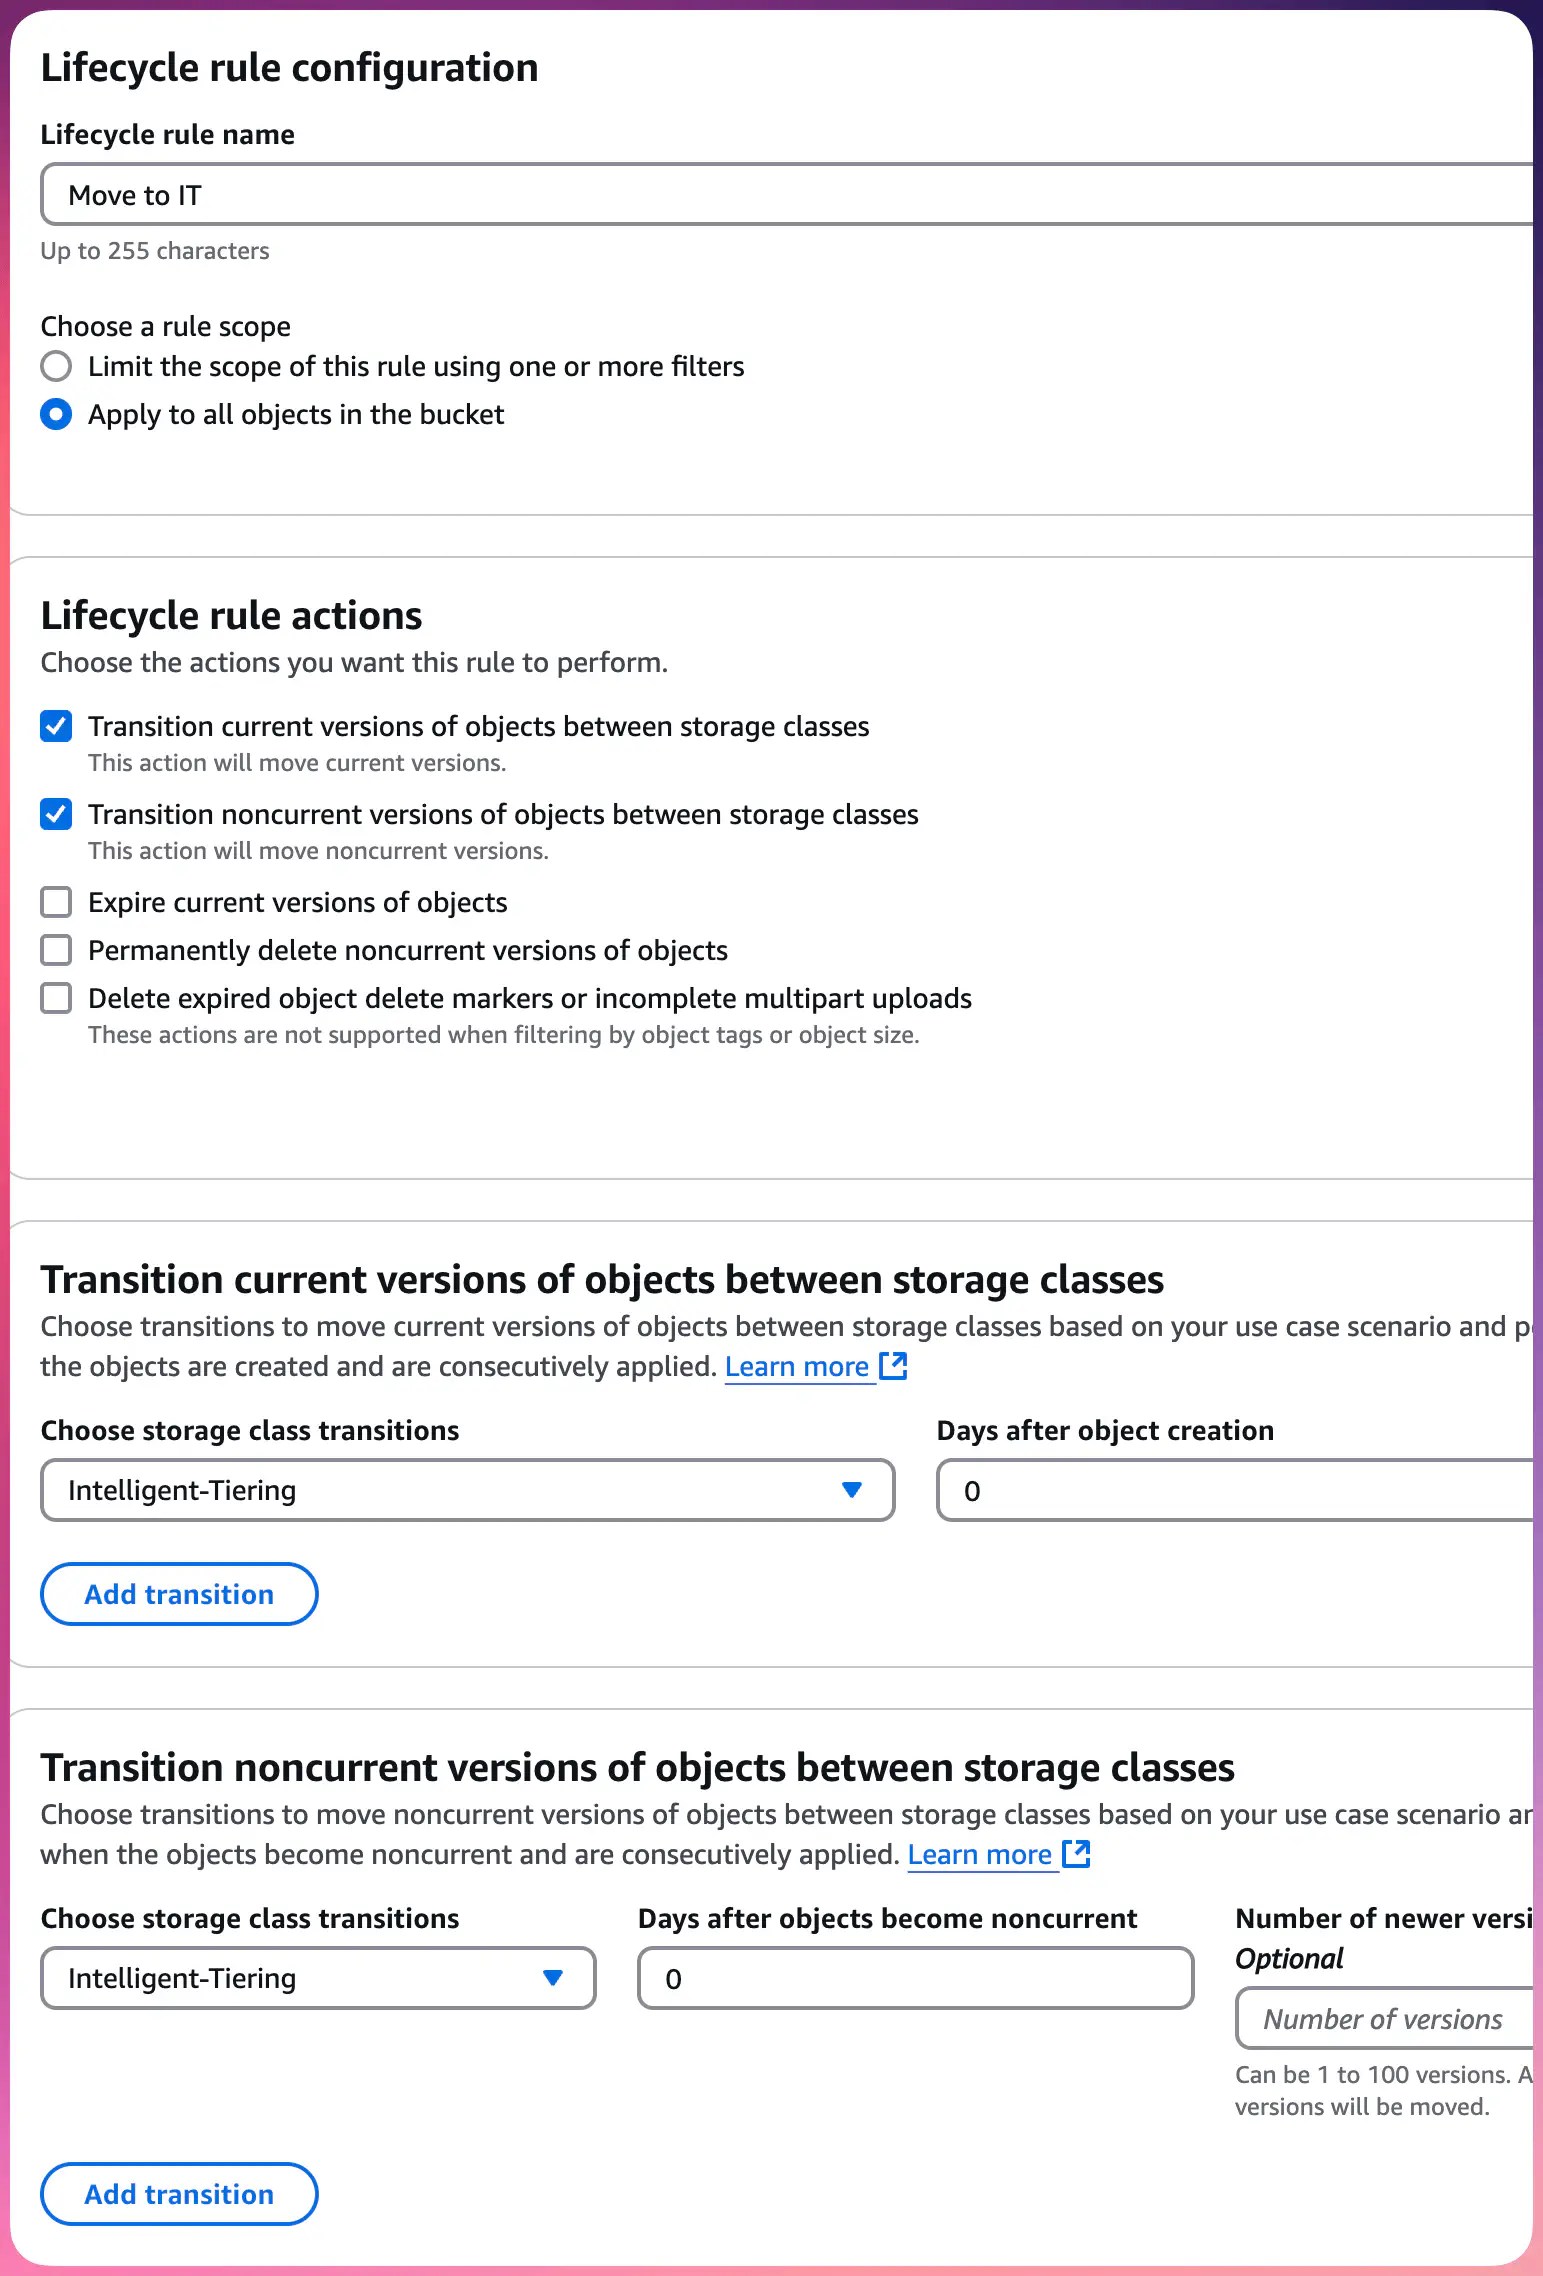 Lifecycle rule configuration
Lifecycle rule name
Move to IT
Up to 255 characters
Choose a rule scope
Limit the scope of this rule using one or more filters
Apply to all objects in the bucket
Lifecycle rule actions
Choose the actions you want this rule to perform.
Transition current versions of objects between storage classes
This action will move current versions.
Transition noncurrent versions of objects between storage classes
This action will move noncurrent versions.
Expire current versions of objects
Permanently delete noncurrent versions of objects
Delete expired object delete markers or incomplete multipart uploads
These actions are not supported when filtering by object tags or object size.
Transition current versions of objects between storage classes
Choose transitions to move current versions of objects between storage classes based on your use case scenario and
the objects are created and are consecutively applied. Learn more
Choose storage class transitions
Days after object creation
Intelligent-Tiering
0
Add transition
Transition noncurrent versions of objects between storage classes
Choose transitions to move noncurrent versions of objects between storage classes based on your use case scenario
when the objects become noncurrent and are consecutively applied. Learn more
Choose storage class transitions
Days after objects become noncurrent
Number of newer versi
Optional
Intelligent-Tiering
0
Number of versions
Can be 1 to 100 versions. A
versions will be moved.
Add transition